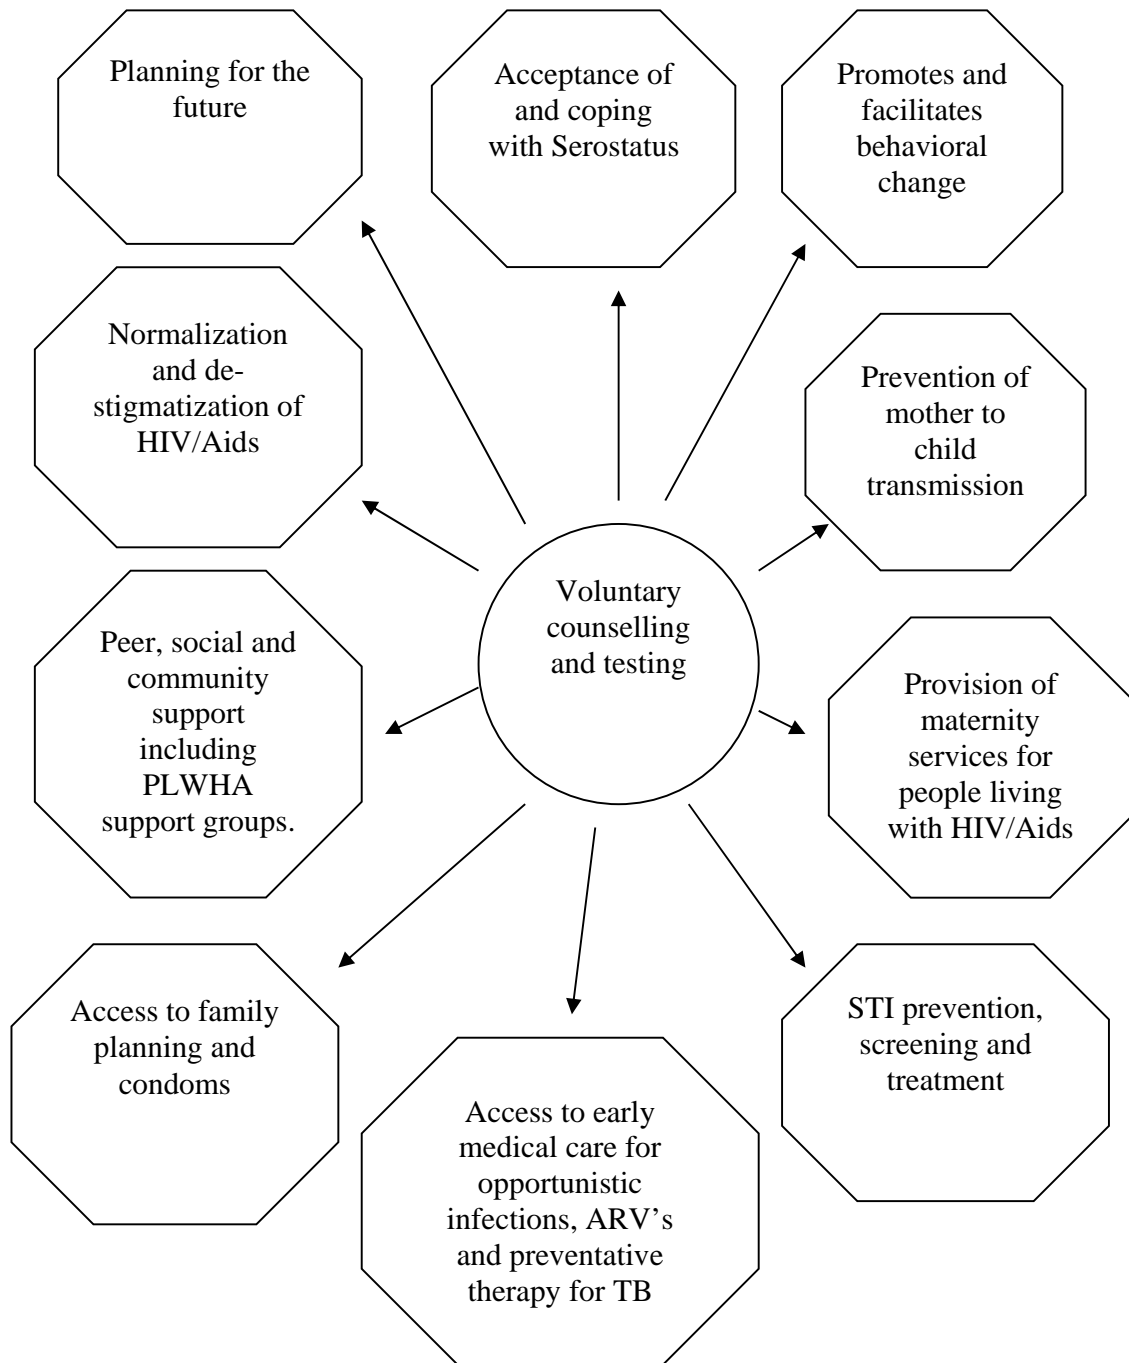 Planning for the
future
Acceptance of
and coping
with Serostatus
Promotes and
facilitates
behavioral
change
Normalization
and de-
stigmatization of
HIV/Aids
Prevention of
mother to
child
transmission
Voluntary
counselling
and testing
Peer, social and
community
support
including
PLWHA
support groups.
Provision of
maternity
services for
people living
with HIV/Aids
Access to family
planning and
condoms
STI prevention,
screening and
treatment
Access to early
medical care for
opportunistic
infections, ARV’s
and preventative
therapy for TB